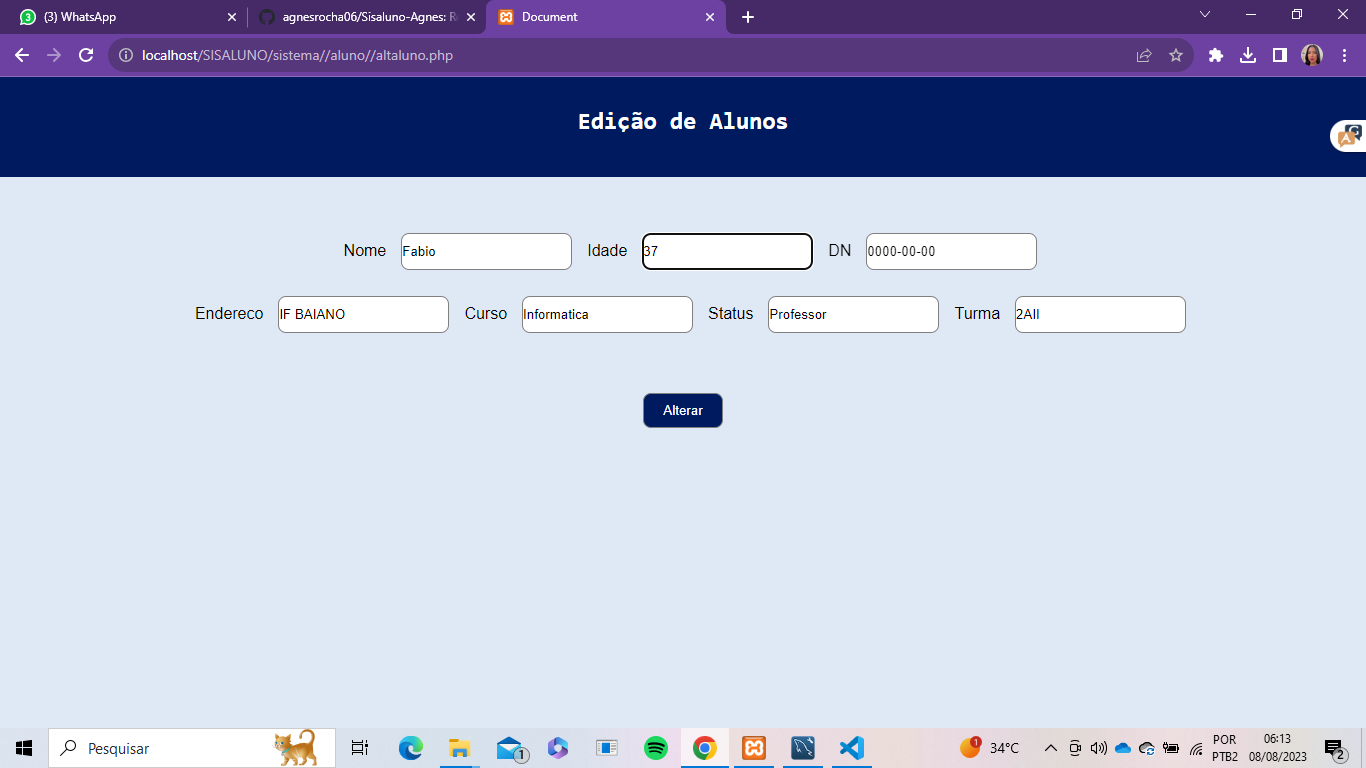 (3) WhatsApp
agnesrocha06/Sisaluno-Agnes: R
Document
localhost/SISALUNO/sistema//aluno//altaluno.php
Edição de Alunos
Nome Fabio Idade 37 DN 0000-00-00
Endereco IF BAIANO Curso Informatica Status Professor Turma 2AII
Alterar
Pesquisar
1
1
34°C
POR
PTB2
06:13
08/08/2023
2